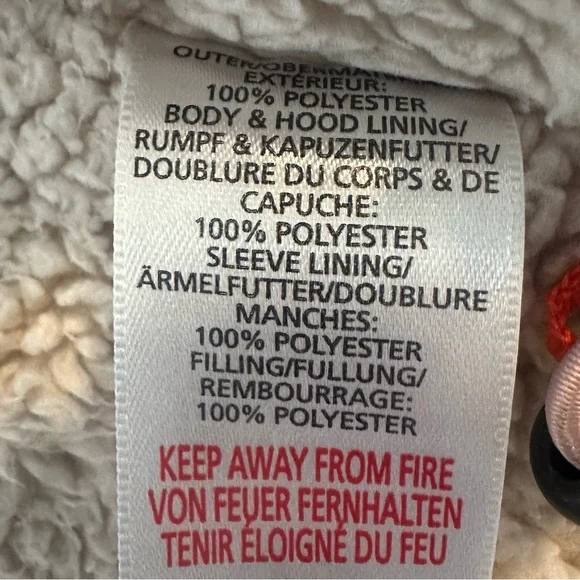 OUTER/OBERMATERIAL/
EXTÉRIEUR:
100% POLYESTER
BODY & HOOD LINING/
RUMPF & KAPUZENFUTTER/
DOUBLURE DU CORPS & DE
CAPUCHE:
100% POLYESTER
SLEEVE LINING/
ÄRMELFUTTER/DOUBLURE
MANCHES:
100% POLYESTER
FILLING/FULLUNG/
REMBOURRAGE:
100% POLYESTER
KEEP AWAY FROM FIRE
VON FEUER FERNHALTEN
TENIR ÉLOIGNÉ DU FEU